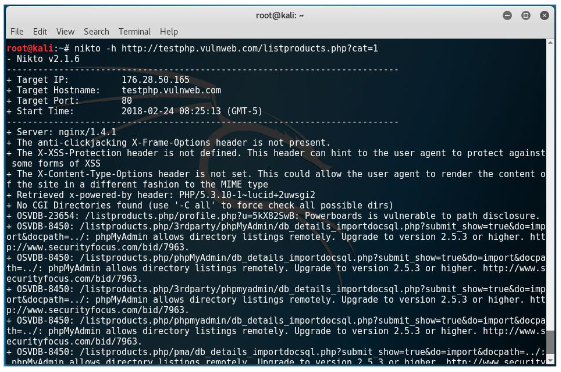 root@kali: ~
File Edit View Search Terminal Help
root@kali:~# nikto -h http://testphp.vulnweb.com/listproducts.php?cat=1
- Nikto v2.1.6
---------------------------------------------------------------------------
+ Target IP: 176.28.50.165
+ Target Hostname: testphp.vulnweb.com
+ Target Port: 80
+ Start Time: 2018-02-24 08:25:13 (GMT-5)
---------------------------------------------------------------------------
+ Server: nginx/1.4.1
+ The anti-clickjacking X-Frame-Options header is not present.
+ The X-XSS-Protection header is not defined. This header can hint to the user agent to protect against
some forms of XSS
+ The X-Content-Type-Options header is not set. This could allow the user agent to render the content o
f the site in a different fashion to the MIME type
+ Retrieved x-powered-by header: PHP/5.3.10-1~lucid+2uwsgi2
+ No CGI Directories found (use '-C all' to force check all possible dirs)
+ OSVDB-23654: /listproducts.php/profile.php?u=5kX82SwB: Powerboards is vulnerable to path disclosure.
+ OSVDB-8450: /listproducts.php/3rdparty/phpMyAdmin/db_details_importdocsql.php?submit_show=true&do=imp
ort&docpath=../: phpMyAdmin allows directory listings remotely. Upgrade to version 2.5.3 or higher. htt
p://www.securityfocus.com/bid/7963.
+ OSVDB-8450: /listproducts.php/phpMyAdmin/db_details_importdocsql.php?submit_show=true&do=import&docpa
th=../: phpMyAdmin allows directory listings remotely. Upgrade to version 2.5.3 or higher. http://www.s
ecurityfocus.com/bid/7963.
+ OSVDB-8450: /listproducts.php/3rdparty/phpmyadmin/db_details_importdocsql.php?submit_show=true&do=imp
ort&docpath=../: phpMyAdmin allows directory listings remotely. Upgrade to version 2.5.3 or higher. htt
p://www.securityfocus.com/bid/7963.
+ OSVDB-8450: /listproducts.php/phpmyadmin/db_details_importdocsql.php?submit_show=true&do=import&docpa
th=../: phpMyAdmin allows directory listings remotely. Upgrade to version 2.5.3 or higher. http://www.s
ecurityfocus.com/bid/7963.
+ OSVDB-8450: /listproducts.php/pma/db_details_importdocsql.php?submit_show=true&do=import&docpath=../:
phpMyAdmin allows directory listings remotely. Upgrade to version 2.5.3 or higher. http://www.security